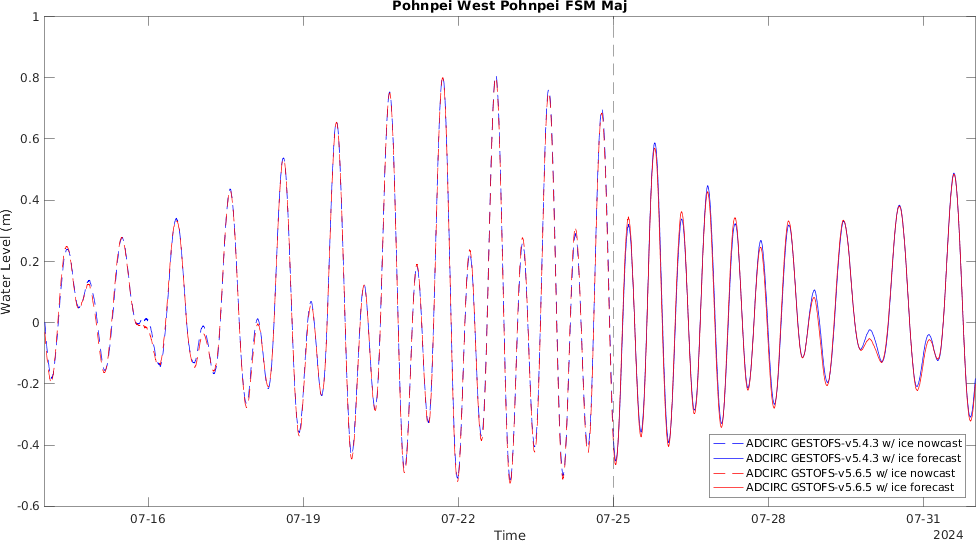 Pohnpei West Pohnpei FSM Maj
Water Level (m)
1
0.8
0.6
0.4
0.2
0
-0.2
-0.4
-0.6
07-16
07-19
07-22
07-25
07-28
07-31
Time
2024
ADCIRC GESTOFS-v5.4.3 w/ ice nowcast
ADCIRC GESTOFS-v5.4.3 w/ ice forecast
ADCIRC GSTOFS-v5.6.5 w/ ice nowcast
ADCIRC GSTOFS-v5.6.5 w/ ice forecast